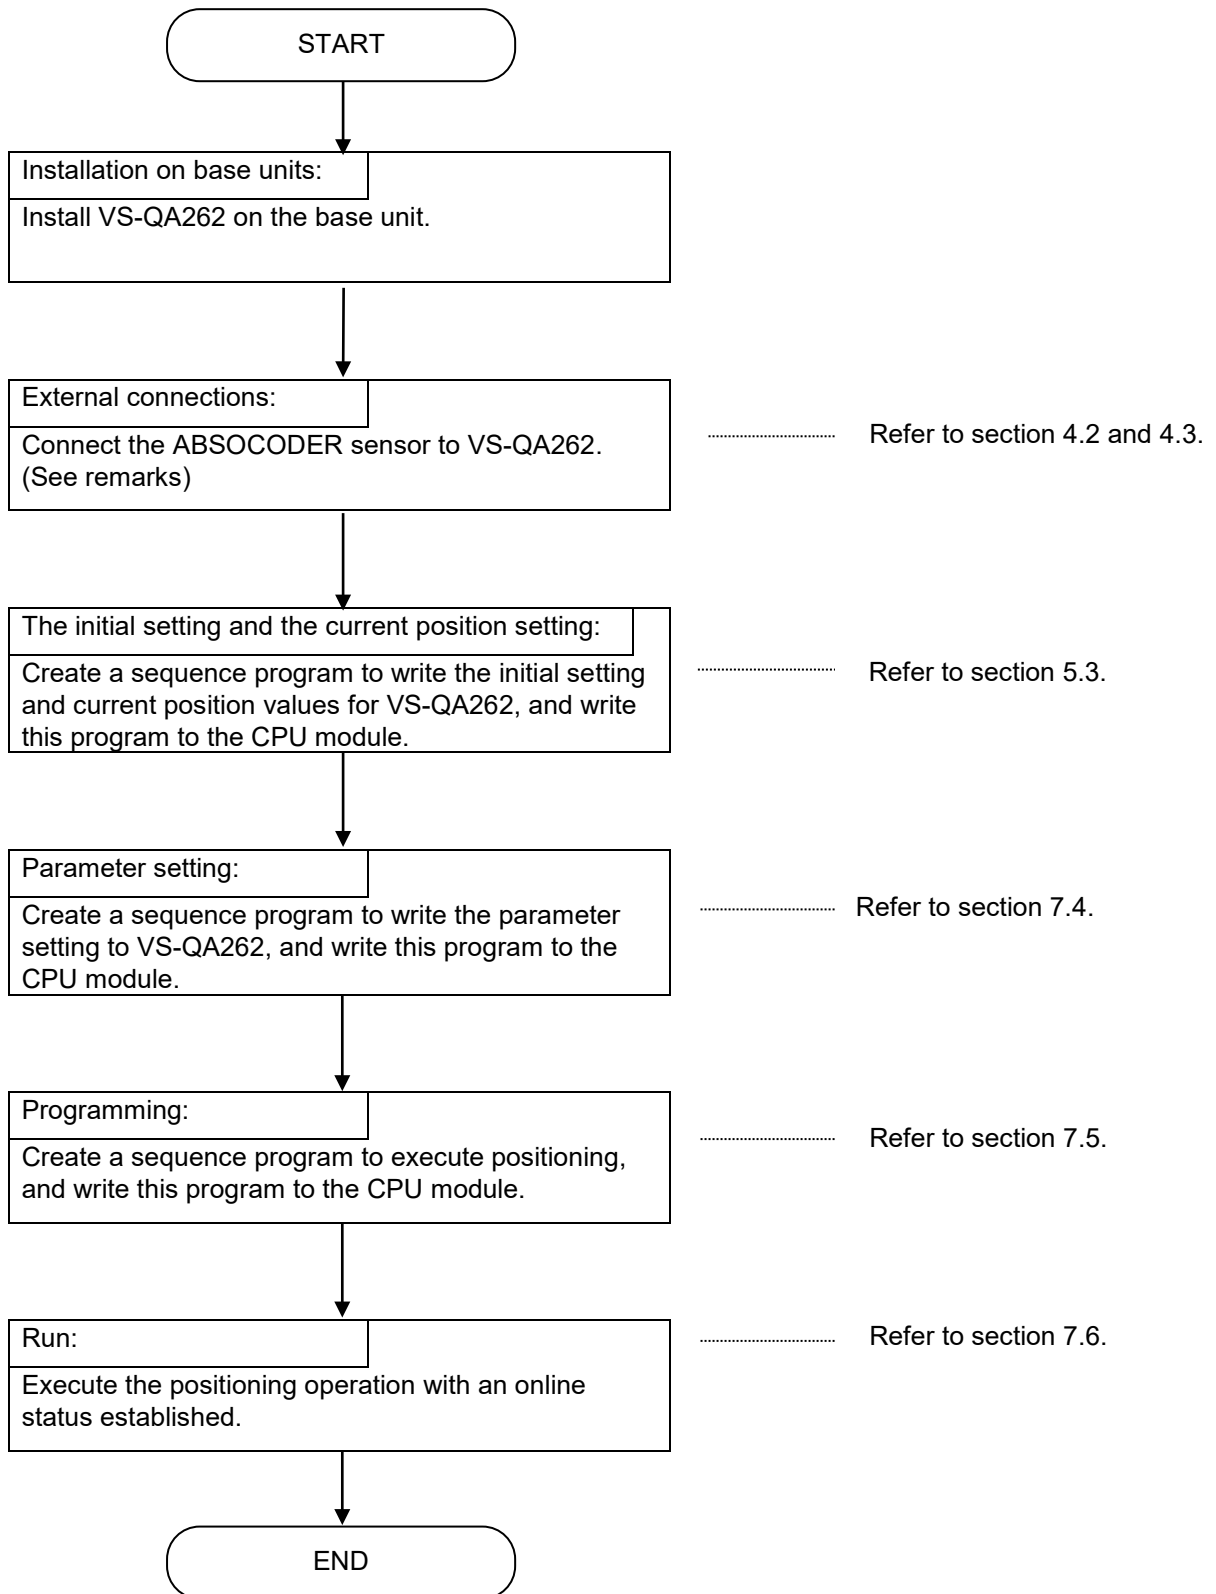 START
Installation on base units:
Install VS-QA262 on the base unit.
External connections:
Connect the ABSOCODER sensor to VS-QA262.
(See remarks)
Refer to section 4.2 and 4.3.
The initial setting and the current position setting:
Create a sequence program to write the initial setting
and current position values for VS-QA262, and write
this program to the CPU module.
Refer to section 5.3.
Parameter setting:
Create a sequence program to write the parameter
setting to VS-QA262, and write this program to the
CPU module.
Refer to section 7.4.
Programming:
Create a sequence program to execute positioning,
and write this program to the CPU module.
Refer to section 7.5.
Run:
Execute the positioning operation with an online
status established.
Refer to section 7.6.
END